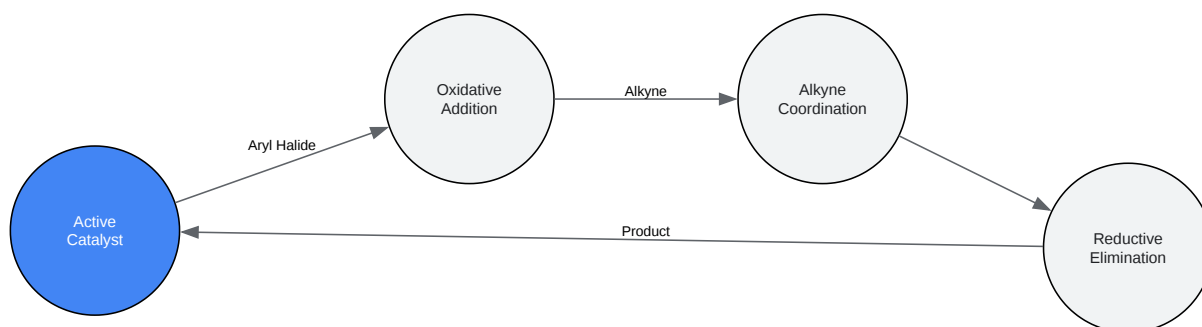 Oxidative
Addition
Alkyne
Alkyne
Coordination
Aryl Halide
Active
Catalyst
Product
Reductive
Elimination